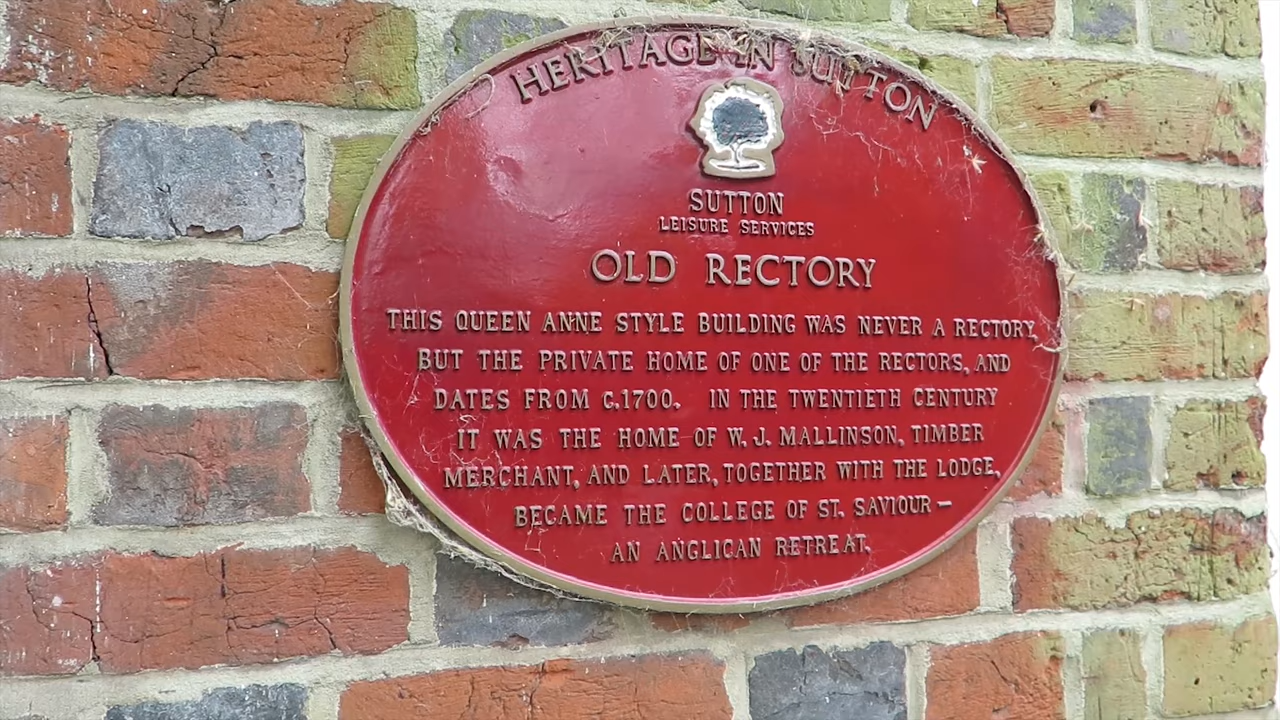 HERITAGE IN SUTTON
SUTTON
LEISURE SERVICES
OLD RECTORY
THIS QUEEN ANNE STYLE BUILDING WAS NEVER A RECTORY,
BUT THE PRIVATE HOME OF ONE OF THE RECTORS, AND
DATES FROM C.1700. IN THE TWENTIETH CENTURY
IT WAS THE HOME OF W. J. MALLINSON, TIMBER
MERCHANT, AND LATER, TOGETHER WITH THE LODGE,
BECAME THE COLLEGE OF ST. SAVIOUR –
AN ANGLICAN RETREAT.